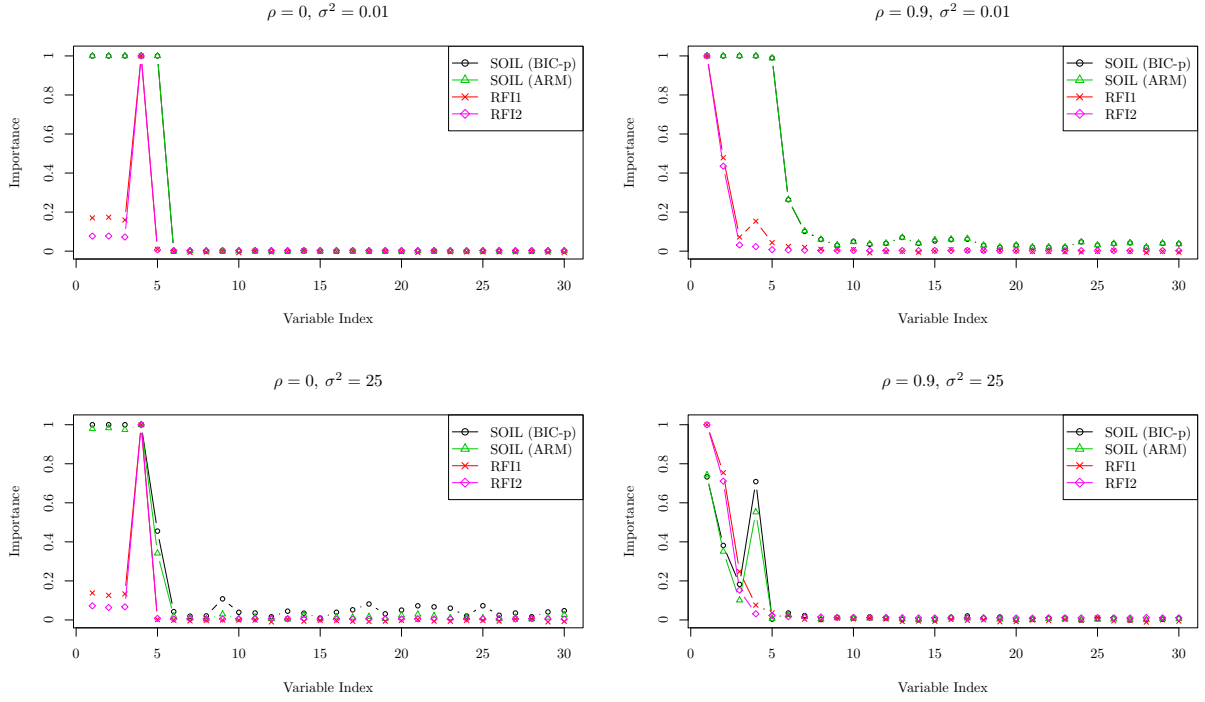 ρ = 0, σ² = 0.01
Importance
1
0.8
0.6
0.4
0.2
0
SOIL (BIC-p)
SOIL (ARM)
RFI1
RFI2
0 5 10 15 20 25 30
Variable Index
ρ = 0.9, σ² = 0.01
Importance
1
0.8
0.6
0.4
0.2
0
SOIL (BIC-p)
SOIL (ARM)
RFI1
RFI2
0 5 10 15 20 25 30
Variable Index
ρ = 0, σ² = 25
Importance
1
0.8
0.6
0.4
0.2
0
SOIL (BIC-p)
SOIL (ARM)
RFI1
RFI2
0 5 10 15 20 25 30
Variable Index
ρ = 0.9, σ² = 25
Importance
1
0.8
0.6
0.4
0.2
0
SOIL (BIC-p)
SOIL (ARM)
RFI1
RFI2
0 5 10 15 20 25 30
Variable Index